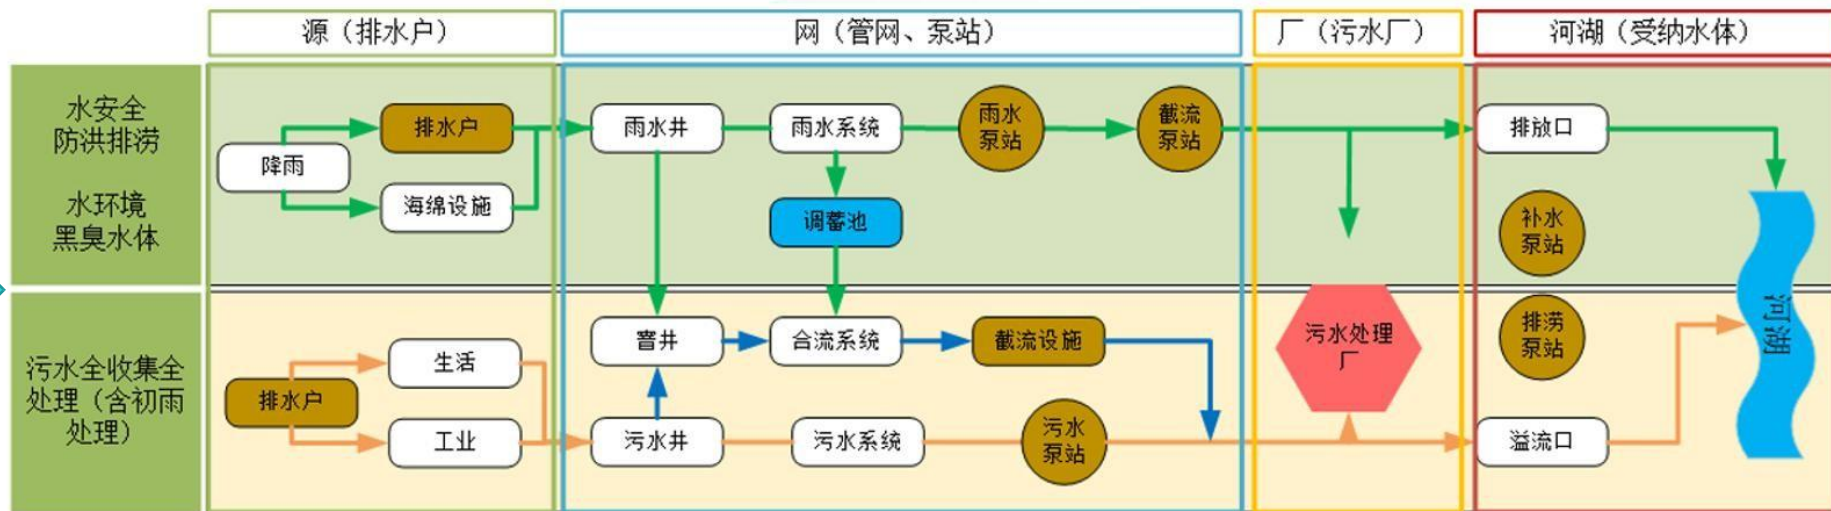 源（排水户）
网（管网、泵站）
厂（污水厂）
河湖（受纳水体）
水安全
防洪排涝
水环境
黑臭水体
降雨
排水户
海绵设施
雨水井
雨水系统
调蓄池
雨水
泵站
截流
泵站
排放口
补水
泵站
河湖
污水全收集全
处理（含初雨
处理）
排水户
生活
工业
窨井
合流系统
截流设施
污水井
污水系统
污水
泵站
污水处理
厂
排涝
泵站
溢流口